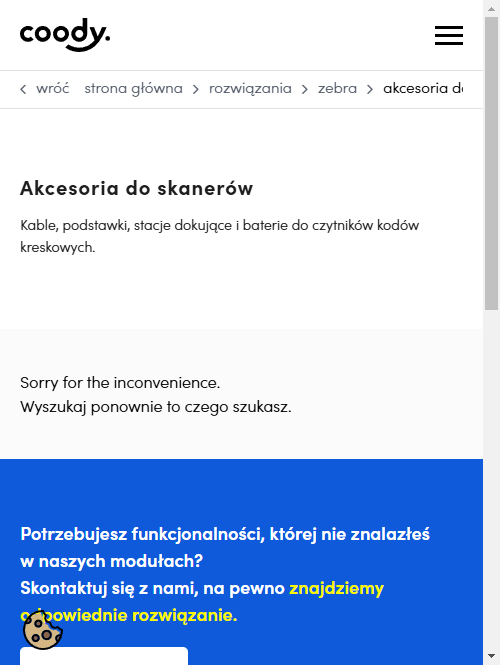 coody.
wróć strona główna rozwiązania zebra akcesoria do
Akcesoria do skanerów
Kable, podstawki, stacje dokujące i baterie do czytników kodów
kreskowych.
Sorry for the inconvenience.
Wyszukaj ponownie to czego szukasz.
Potrzebujesz funkcjonalności, której nie znalazłeś
w naszych modułach?
Skontaktuj się z nami, na pewno znajdziemy
odpowiednie rozwiązanie.